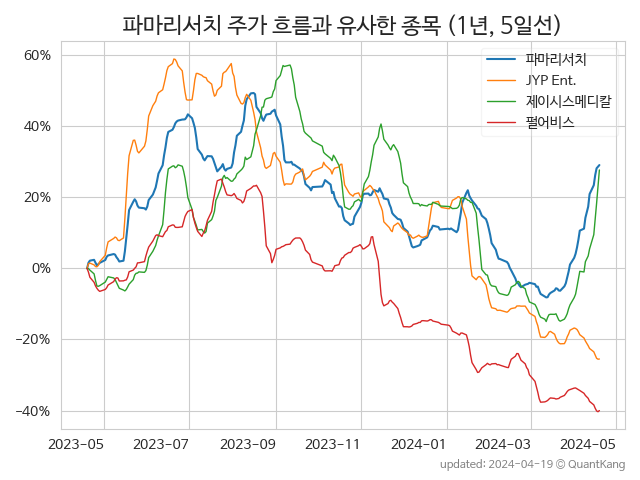 파마리서치 주가 흐름과 유사한 종목 (1년, 5일선)
파마리서치
JYP Ent.
제이시스메디칼
펄어비스
60%
40%
20%
0%
−20%
−40%
2023-05 2023-07 2023-09 2023-11 2024-01 2024-03 2024-05
updated: 2024-04-19 © QuantKang